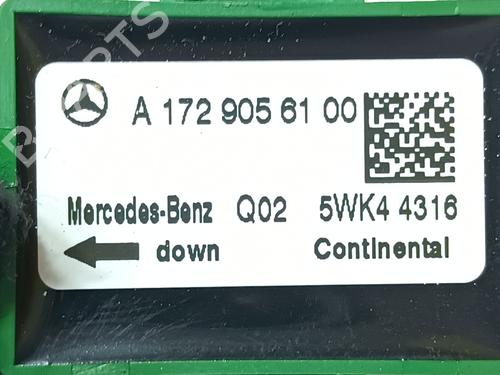 A 172 905 61 00
Mercedes-Benz Q02 5WK4 4316
down Continental